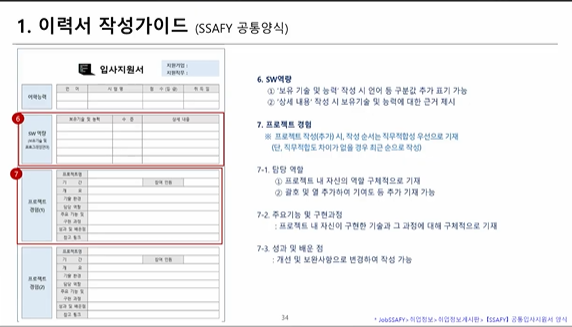 1. 이력서 작성가이드 (SSAFY 공통양식)
입사지원서
지원기업 :
지원직무 :
어학능력
언 어
시 험 명
점 수 (급)
취 득 일
6
SW 역량
보유기술 및 능력
수 준
상세 내용
7
프로젝트
경험(1)
프로젝트명
기 간
참여 인원
개 요
기별 환경
담당 역할
주요 기능 및
구현 과정
성과 및 배운점
참고 링크
프로젝트
경험(2)
프로젝트명
기 간
참여 인원
개 요
담당 역할
주요 기능 및
구현 과정
성과 및 배운점
참고 링크
6. SW역량
① '보유 기술 및 능력' 작성 시 언어 등 구분값 추가 표기 가능
② '상세 내용' 작성 시 보유기술 및 능력에 대한 근거 제시
7. 프로젝트 경험
※ 프로젝트 작성(추가) 시, 작성 순서는 직무적합성 우선으로 기재
(단, 직무적합도 차이가 없을 경우 최근 순으로 작성)
7-1. 담당 역할
① 프로젝트 내 자신의 역할 구체적으로 기재
② 괄호 및 열 추가하여 기여도 등 추가 기재 가능
7-2. 주요기능 및 구현과정
: 프로젝트 내 자신이 구현한 기술과 그 과정에 대해 구체적으로 기재
7-3. 성과 및 배운 점
: 개선 및 보완사항으로 변경하여 작성 가능
34
* JobSSAFY>취업정보>취업정보게시판>【SSAFY】공통입사지원서 양식